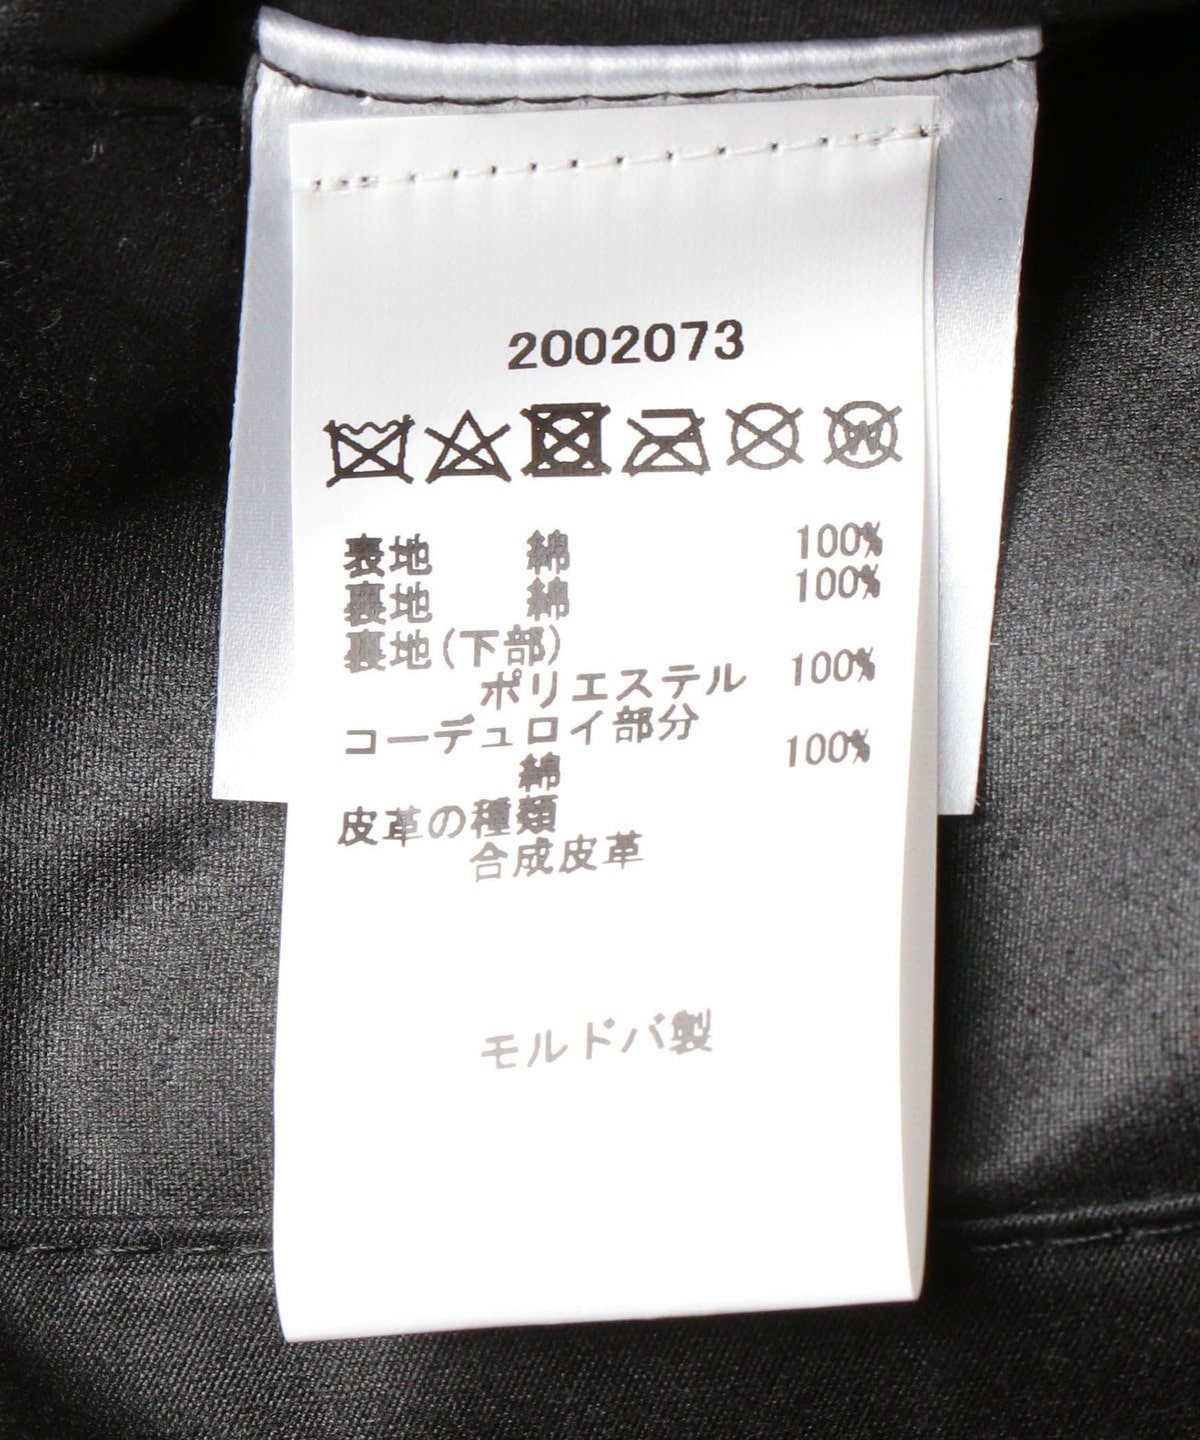 2002073
W
表地 綿 100%
裏地 綿 100%
裏地(下部)
ポリエステル 100%
コーデュロイ部分
綿 100%
皮革の種類
合成皮革
モルドバ製